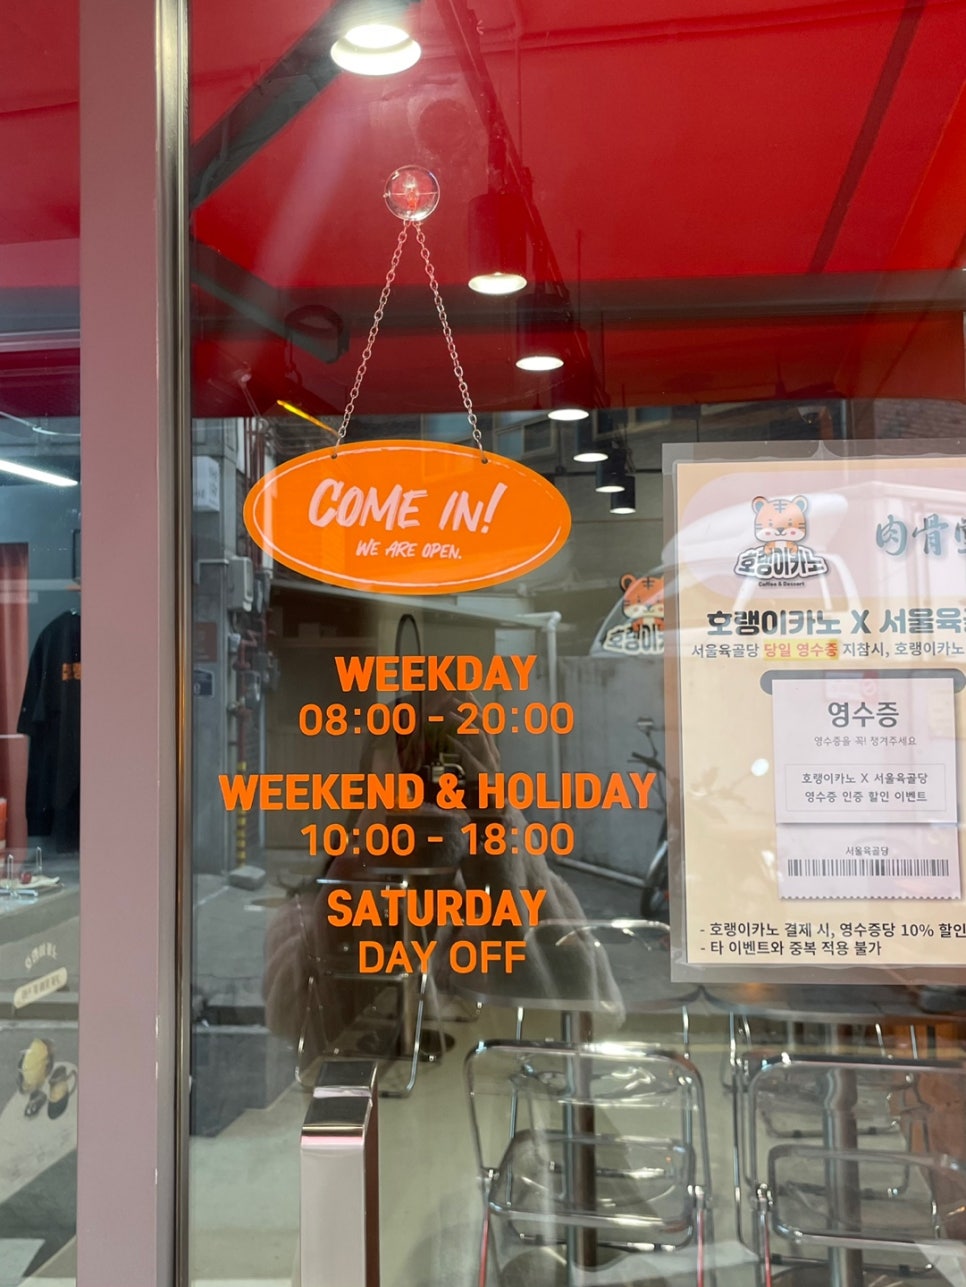 COME IN!
WE ARE OPEN.
WEEKDAY
08:00 - 20:00
WEEKEND & HOLIDAY
10:00 - 18:00
SATURDAY
DAY OFF
호랭이
호랭이카노
Coffee & Dessert
肉骨
호랭이카노 X 서울육골
서울육골당 당일 영수증 지참시, 호랭이카노
영수증
영수증을 꼭! 챙겨주세요
호랭이카노 X 서울육골당
영수증 인증 할인 이벤트
서울육골당
- 호랭이카노 결제 시, 영수증당 10% 할인
- 타 이벤트와 중복 적용 불가